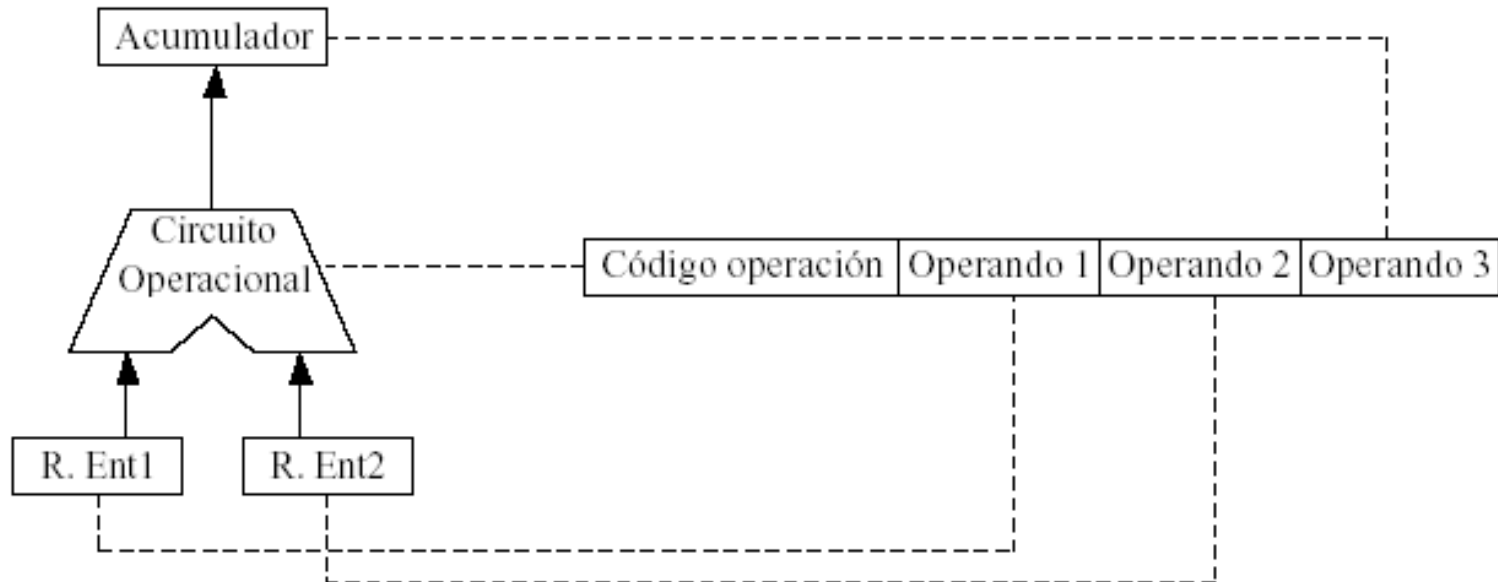 Acumulador
Circuito
Operacional
Código operación Operando 1 Operando 2 Operando 3
R. Ent1 R. Ent2